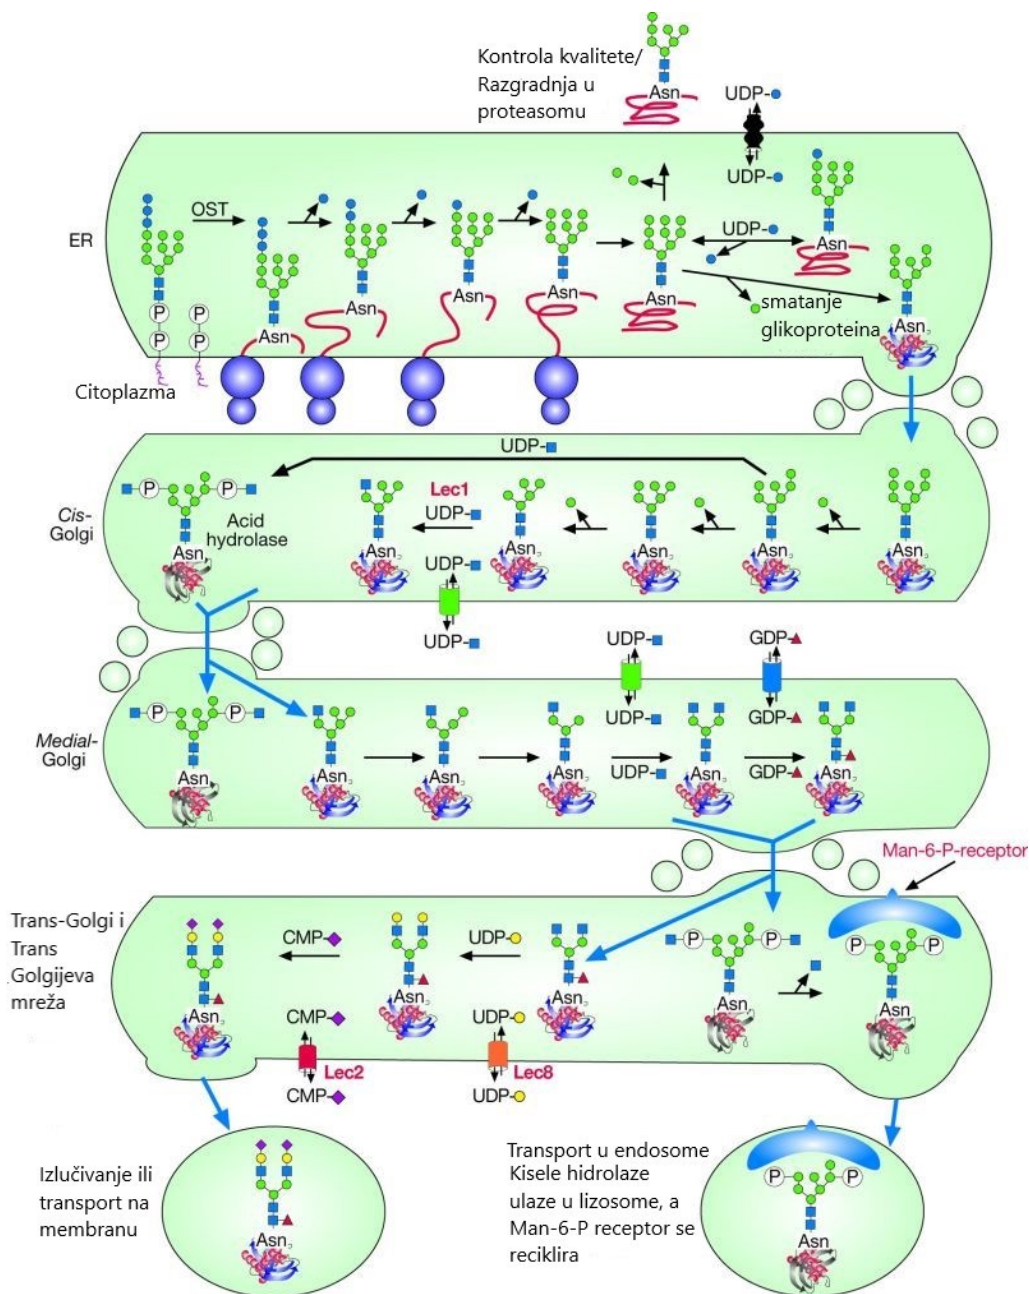 Kontrola kvalitete/
Razgradnja u
proteasomu
Asn
UDP-
UDP-
ER
OST
UDP-
Asn
Asn
Asn
Asn
Asn
Asn
Asn
P
P
P
P
smatanje
glikoproteina
Citoplazma
UDP-
Cis-
Golgi
P
P
Acid
hydrolase
Lec1
UDP-
Asn
Asn
Asn
Asn
Asn
Asn
UDP-
UDP-
UDP-
GDP-
UDP-
GDP-
Medial-
Golgi
P
P
UDP-
GDP-
Asn
Asn
Asn
Asn
Asn
Asn
Man-6-P-receptor
Trans-Golgi i
Trans
Golgijeva
mreža
CMP-
UDP-
P
P
P
P
Asn
Asn
Asn
Asn
Asn
CMP-
UDP-
Lec2
Lec8
CMP-
UDP-
Izlučivanje ili
transport na
membranu
Asn
Transport u endosome
Kisele hidrolaze
ulaze u lizosome, a
Man-6-P receptor se
reciklira
P
P
Asn